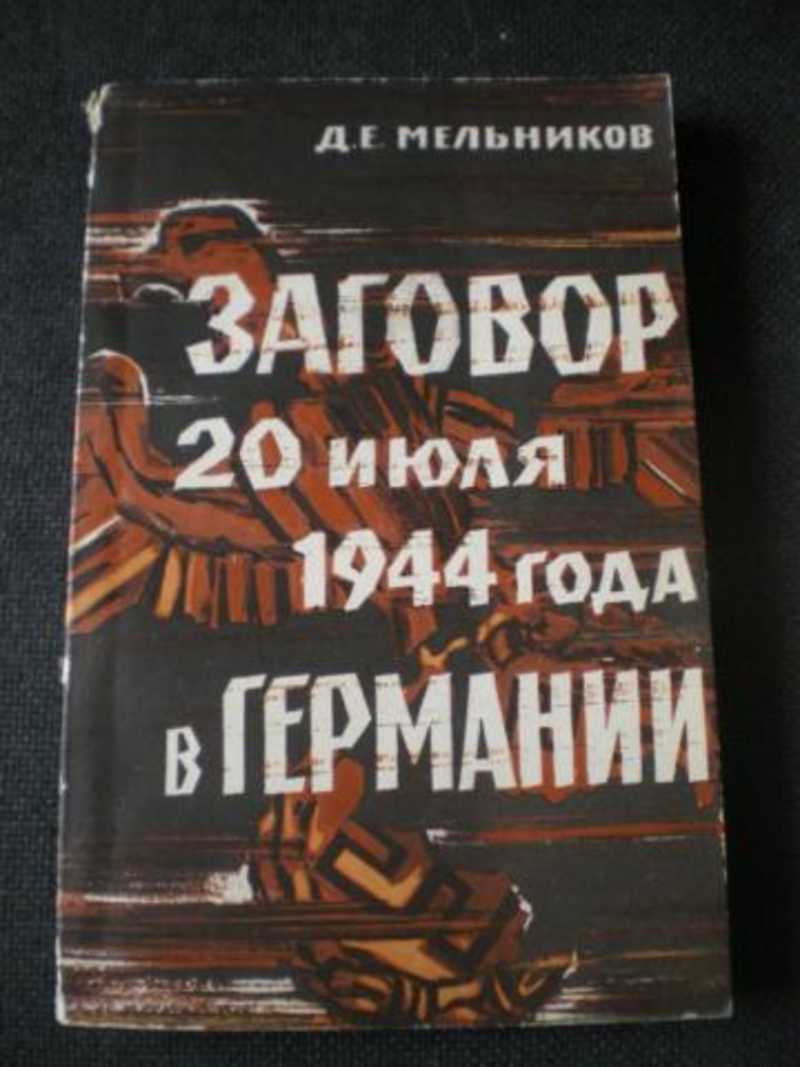 Д.Е. МЕЛЬНИКОВ
ЗАГОВОР
20 ИЮЛЯ
1944 ГОДА
В ГЕРМАНИИ